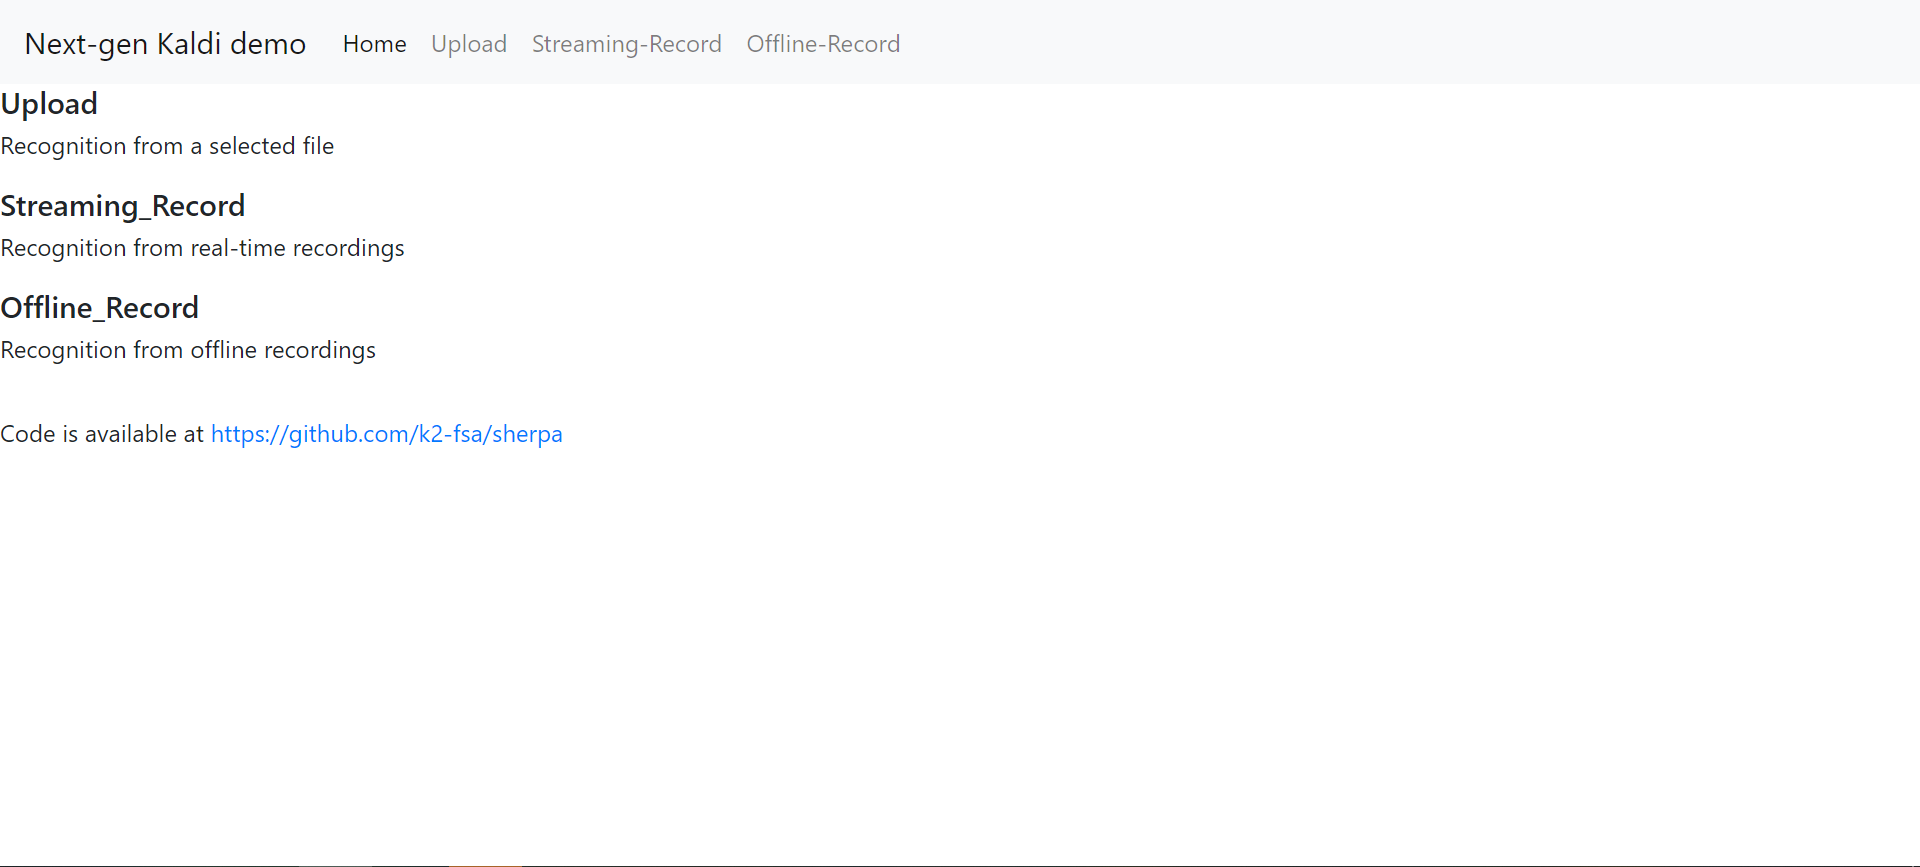 Next-gen Kaldi demo Home Upload Streaming-Record Offline-Record
Upload
Recognition from a selected file
Streaming_Record
Recognition from real-time recordings
Offline_Record
Recognition from offline recordings
Code is available at https://github.com/k2-fsa/sherpa